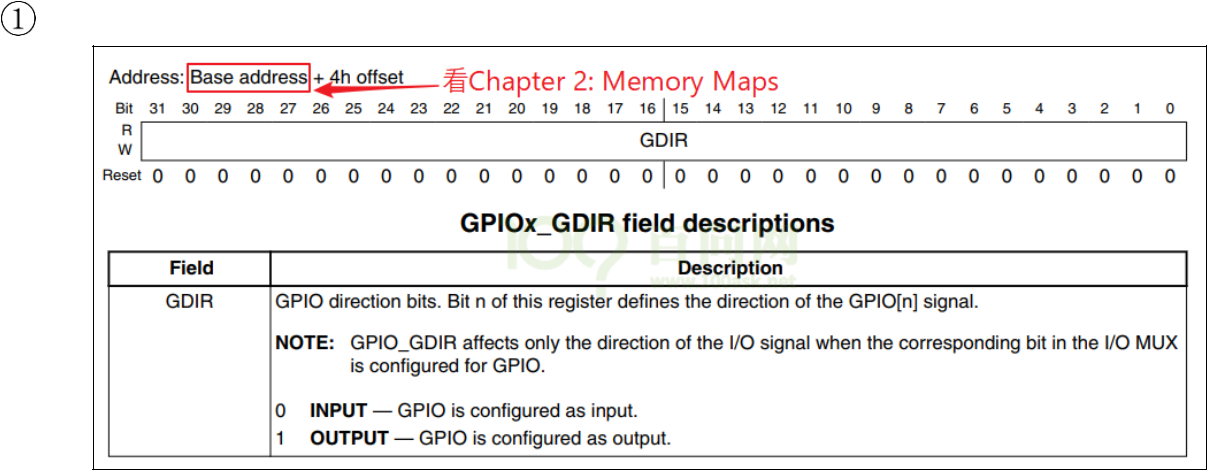 ①
Address: Base address + 4h offset
看Chapter 2: Memory Maps
Bit 31 30 29 28 27 26 25 24 23 22 21 20 19 18 17 16 15 14 13 12 11 10 9 8 7 6 5 4 3 2 1 0
R
GDIR
W
Reset 0 0 0 0 0 0 0 0 0 0 0 0 0 0 0 0 0 0 0 0 0 0 0 0 0 0 0 0 0 0 0 0
GPIOx_GDIR field descriptions
Field Description
GDIR GPIO direction bits. Bit n of this register defines the direction of the GPIO[n] signal.
NOTE: GPIO_GDIR affects only the direction of the I/O signal when the corresponding bit in the I/O MUX
is configured for GPIO.
0 INPUT — GPIO is configured as input.
1 OUTPUT — GPIO is configured as output.